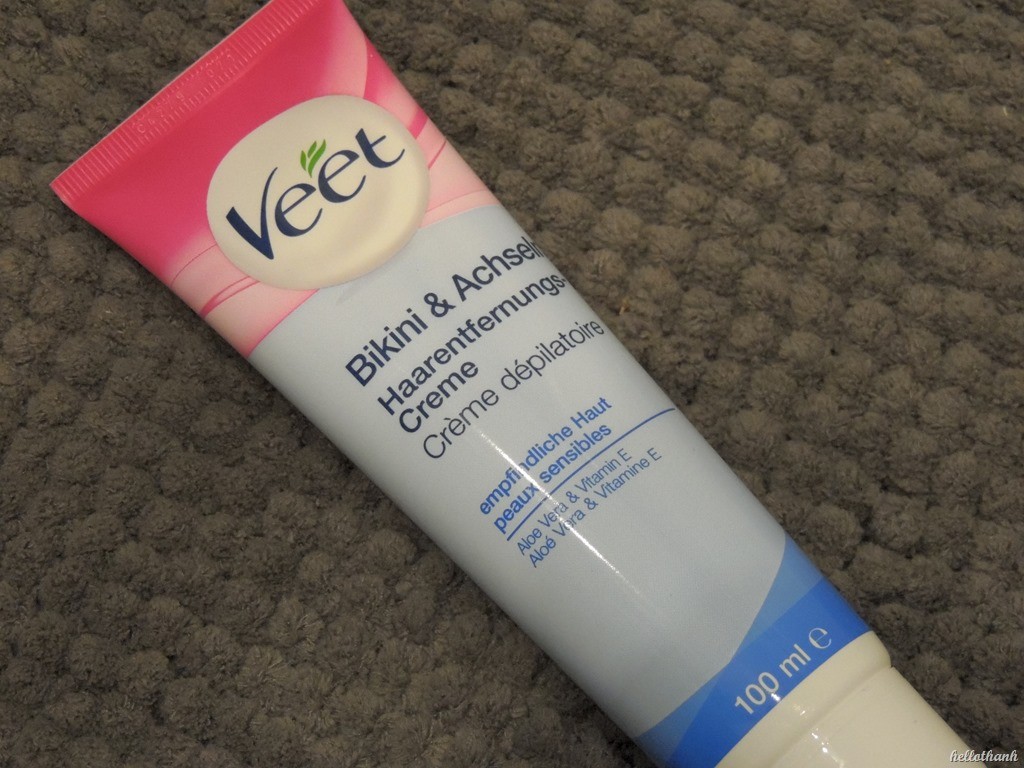 Veet
Bikini & Achseln
Haarentfernungs-
Creme
Crème dépilatoire
empfindliche Haut
peaux sensibles
Aloe Vera & Vitamin E
Aloé Vera & Vitamine E
100 ml ℮
hellothanh